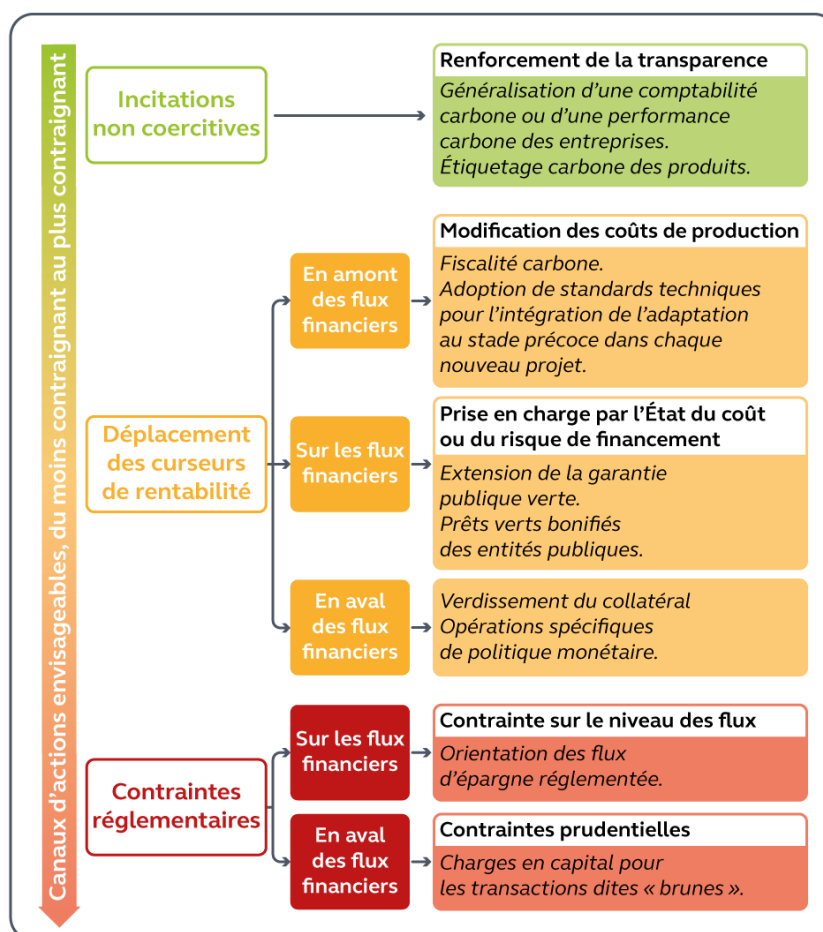 Canaux d’actions envisageables, du moins contraignant au plus contraignant
Incitations
non coercitives
Renforcement de la transparence
Généralisation d’une comptabilité
carbone ou d’une performance
carbone des entreprises.
Étiquetage carbone des produits.
Déplacement
des curseurs
de rentabilité
En amont
des flux
financiers
Modification des coûts de production
Fiscalité carbone.
Adoption de standards techniques
pour l’intégration de l’adaptation
au stade précoce dans chaque
nouveau projet.
Sur les flux
financiers
Prise en charge par l’État du coût
ou du risque de financement
Extension de la garantie
publique verte.
Prêts verts bonifiés
des entités publiques.
En aval
des flux
financiers
Verdissement du collatéral
Opérations spécifiques
de politique monétaire.
Contraintes
réglementaires
Sur les flux
financiers
Contrainte sur le niveau des flux
Orientation des flux
d’épargne réglementée.
En aval
des flux
financiers
Contraintes prudentielles
Charges en capital pour
les transactions dites « brunes ».